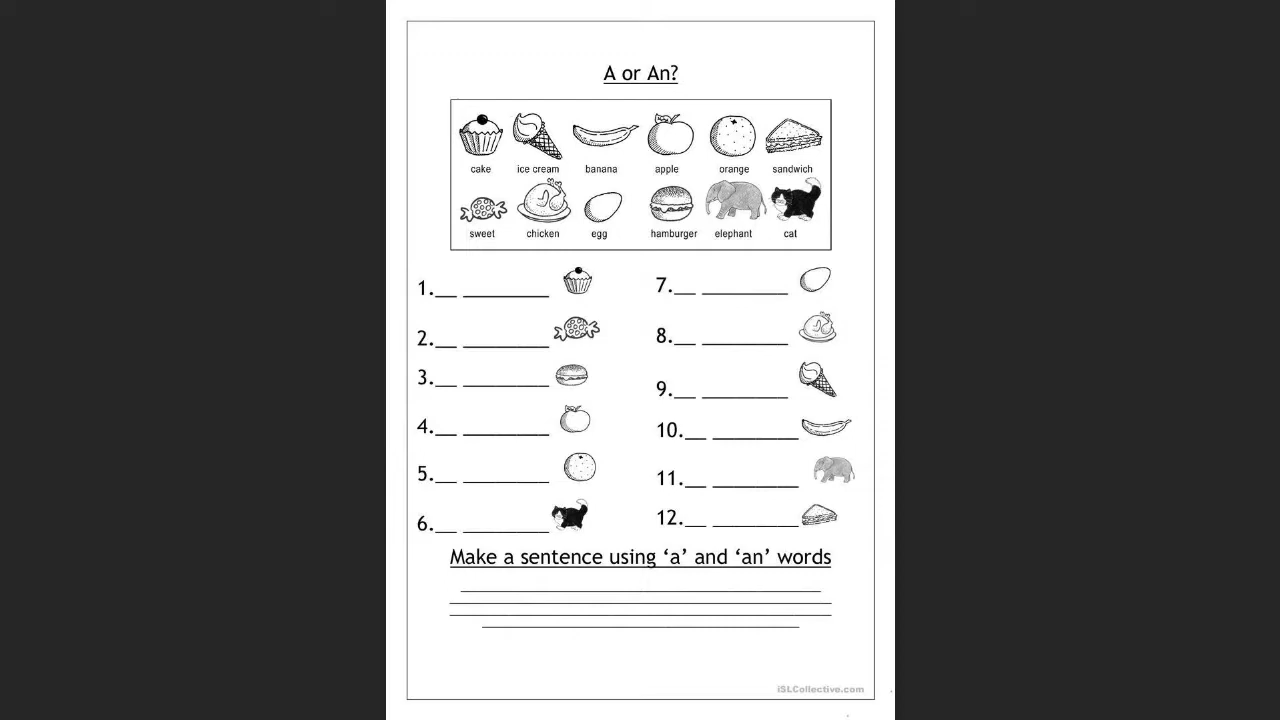 A or An?
cake ice cream banana apple orange sandwich
sweet chicken egg hamburger elephant cat
1.__ ________
7.__ ________
2.__ ________
8.__ ________
3.__ ________
9.__ ________
4.__ ________
10.__ ________
5.__ ________
11.__ ________
6.__ ________
12.__ ________
Make a sentence using ‘a’ and ‘an’ words
iSLCollective.com